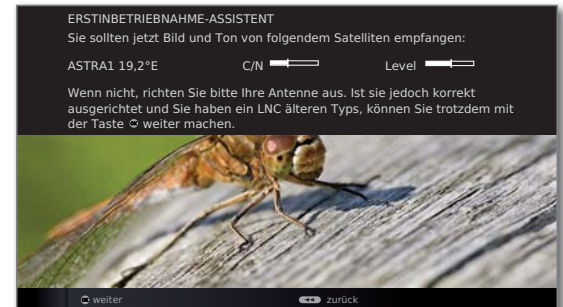 ERSTINBETRIEBNAHME-ASSISTENT
Sie sollten jetzt Bild und Ton von folgendem Satelliten empfangen:
ASTRA1 19,2°E C/N Level
Wenn nicht, richten Sie bitte Ihre Antenne aus. Ist sie jedoch korrekt
ausgerichtet und Sie haben ein LNC älteren Typs, können Sie trotzdem mit
der Taste OK weiter machen.
OK weiter zurück